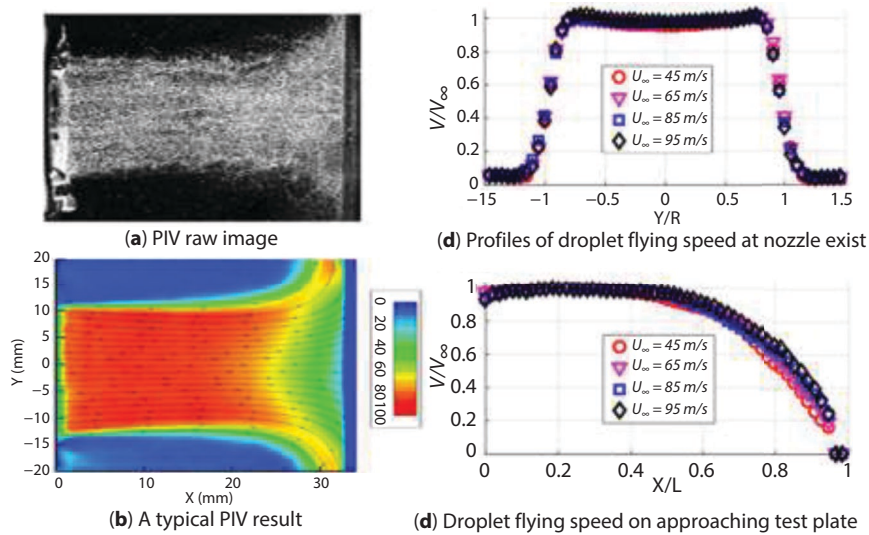 (a) PIV raw image
20
15
10
5
0
−5
−10
−15
−20
Y (mm)
0 10 20 30
X (mm)
0 20 40 60 80 100
(b) A typical PIV result
1
0.8
0.6
0.4
0.2
0
V/V∞
U∞ = 45 m/s
U∞ = 65 m/s
U∞ = 85 m/s
U∞ = 95 m/s
−15 −1 −0.5 0 0.5 1 1.5
Y/R
(d) Profiles of droplet flying speed at nozzle exist
1
0.8
0.6
0.4
0.2
0
V/V∞
U∞ = 45 m/s
U∞ = 65 m/s
U∞ = 85 m/s
U∞ = 95 m/s
0 0.2 0.4 0.6 0.8 1
X/L
(d) Droplet flying speed on approaching test plate